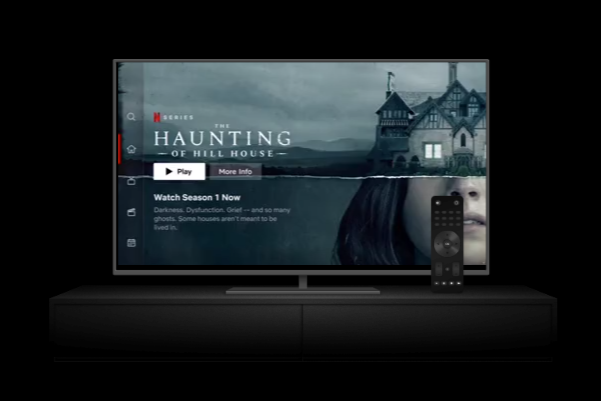 N SERIES
THE
HAUNTING
OF HILL HOUSE
Play
More Info
Watch Season 1 Now
Darkness. Dysfunction. Grief — and so many
ghosts. Some houses aren't meant to be
lived in.